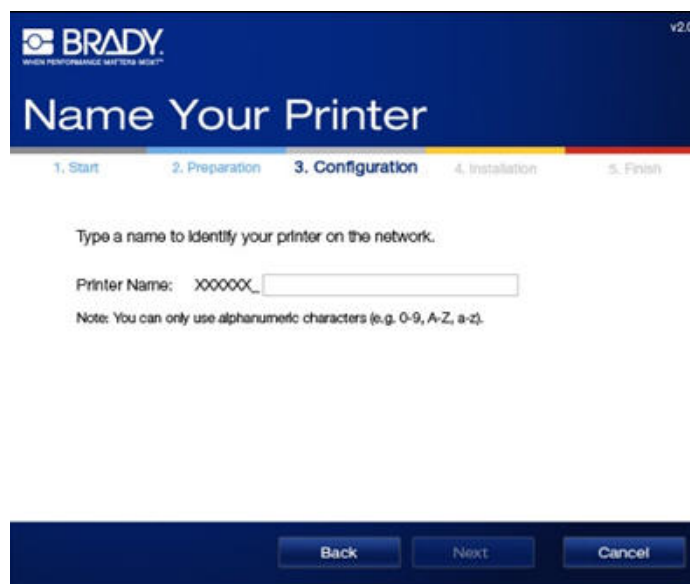 BRADY.
WHEN PERFORMANCE MATTERS MOST™
v2.0
Name Your Printer
1. Start
2. Preparation
3. Configuration
4. Installation
5. Finish
Type a name to identify your printer on the network.
Printer Name: XXXXXX_
Note: You can only use alphanumeric characters (e.g. 0-9, A-Z, a-z).
Back
Next
Cancel